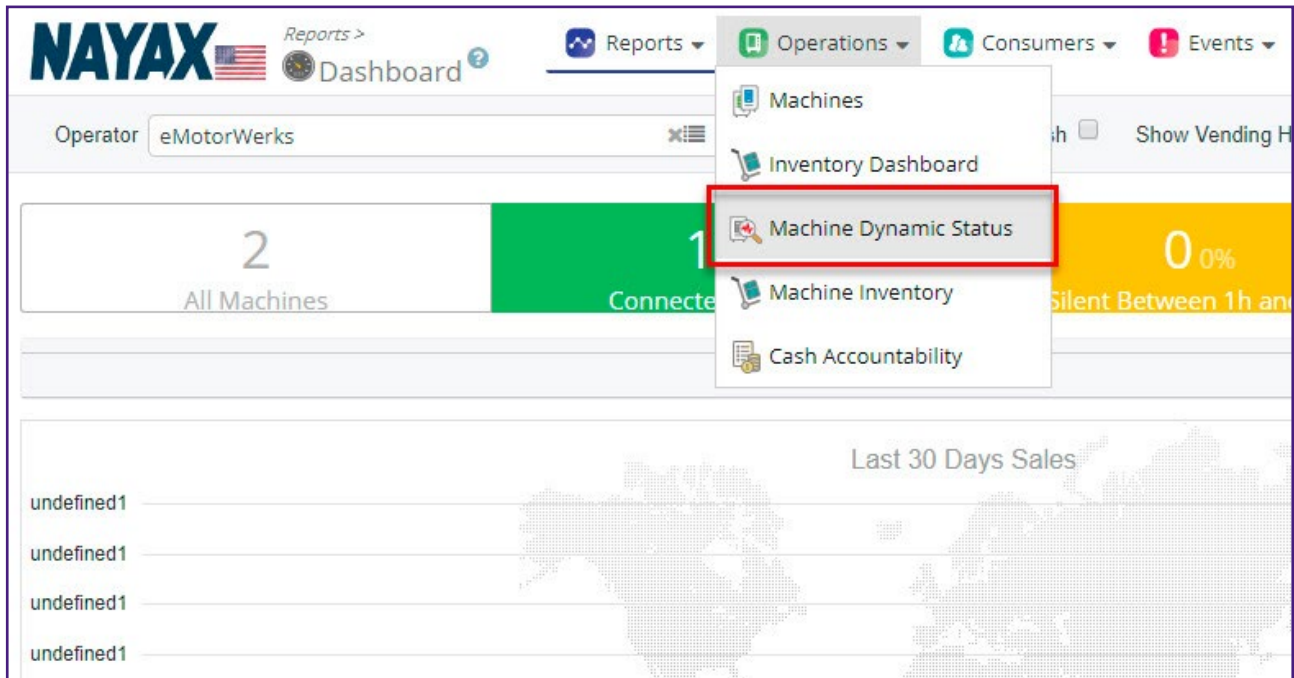 NAYAX
Reports >
Dashboard
Reports
Operations
Consumers
Events
Operator
eMotorWerks
Show Vending H
Machines
Inventory Dashboard
Machine Dynamic Status
Machine Inventory
Cash Accountability
2
All Machines
1
Connecte
0 0%
Silent Between 1h an
Last 30 Days Sales
undefined1
undefined1
undefined1
undefined1